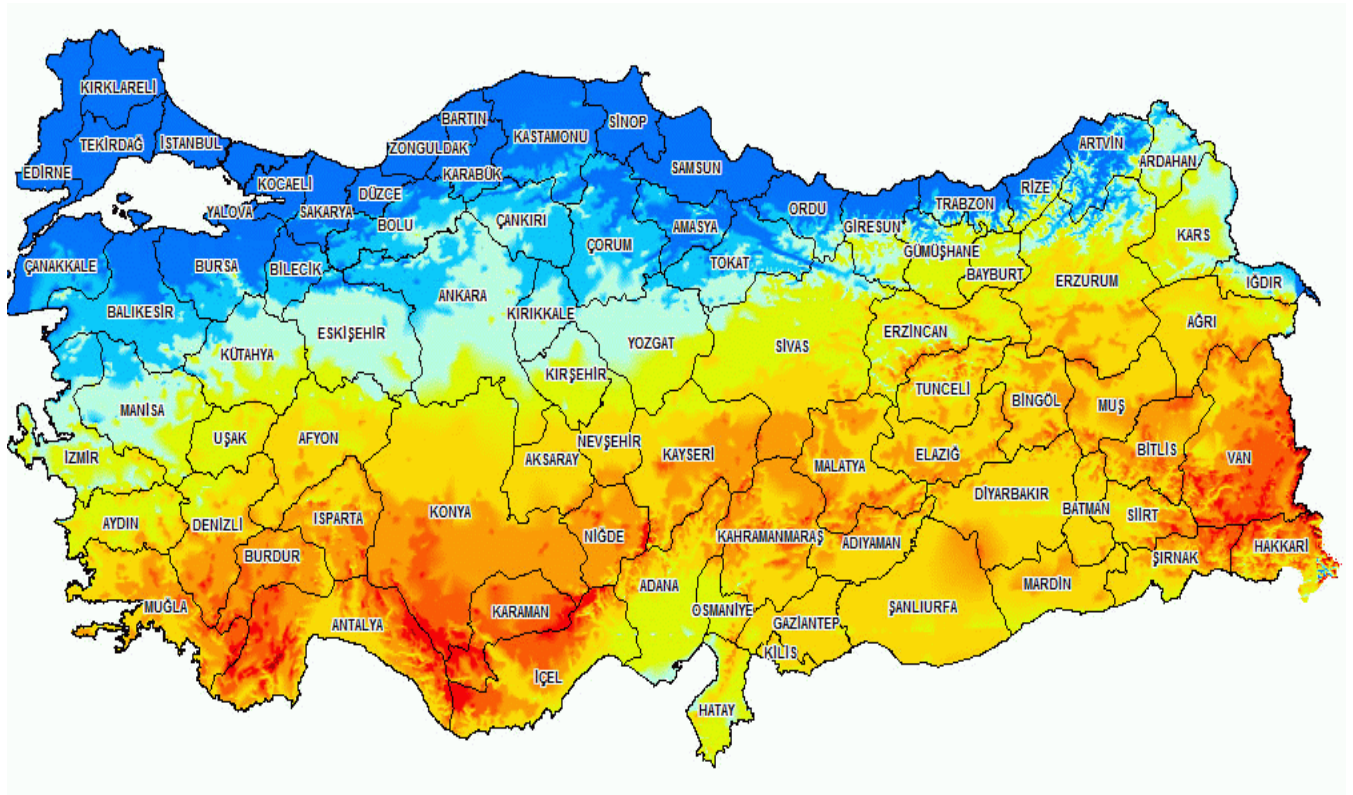 KIRKLARELİ
TEKİRDAĞ
İSTANBUL
EDİRNE
KOCAELİ
YALOVA
SAKARYA
DÜZCE
ZONGULDAK
BARTIN
KARABÜK
KASTAMONU
SİNOP
SAMSUN
BOLU
ÇANKIRI
ÇORUM
AMASYA
TOKAT
ORDU
GİRESUN
TRABZON
RİZE
ARTVİN
ARDAHAN
GÜMÜŞHANE
BAYBURT
ERZURUM
KARS
IĞDIR
AĞRI
ÇANAKKALE
BURSA
BİLECİK
BALIKESİR
KÜTAHYA
ESKİŞEHİR
ANKARA
KIRIKKALE
KIRŞEHİR
YOZGAT
SİVAS
ERZİNCAN
TUNCELİ
BİNGÖL
MUŞ
MANİSA
UŞAK
AFYON
İZMİR
AKSARAY
NEVŞEHİR
KAYSERİ
MALATYA
ELAZIĞ
BİTLİS
VAN
DİYARBAKIR
BATMAN
SİİRT
AYDIN
DENİZLİ
ISPARTA
BURDUR
KONYA
NİĞDE
KAHRAMANMARAŞ
ADIYAMAN
ŞIRNAK
HAKKARİ
MARDİN
MUĞLA
ANTALYA
KARAMAN
ADANA
OSMANİYE
GAZİANTEP
ŞANLIURFA
KİLİS
İÇEL
HATAY